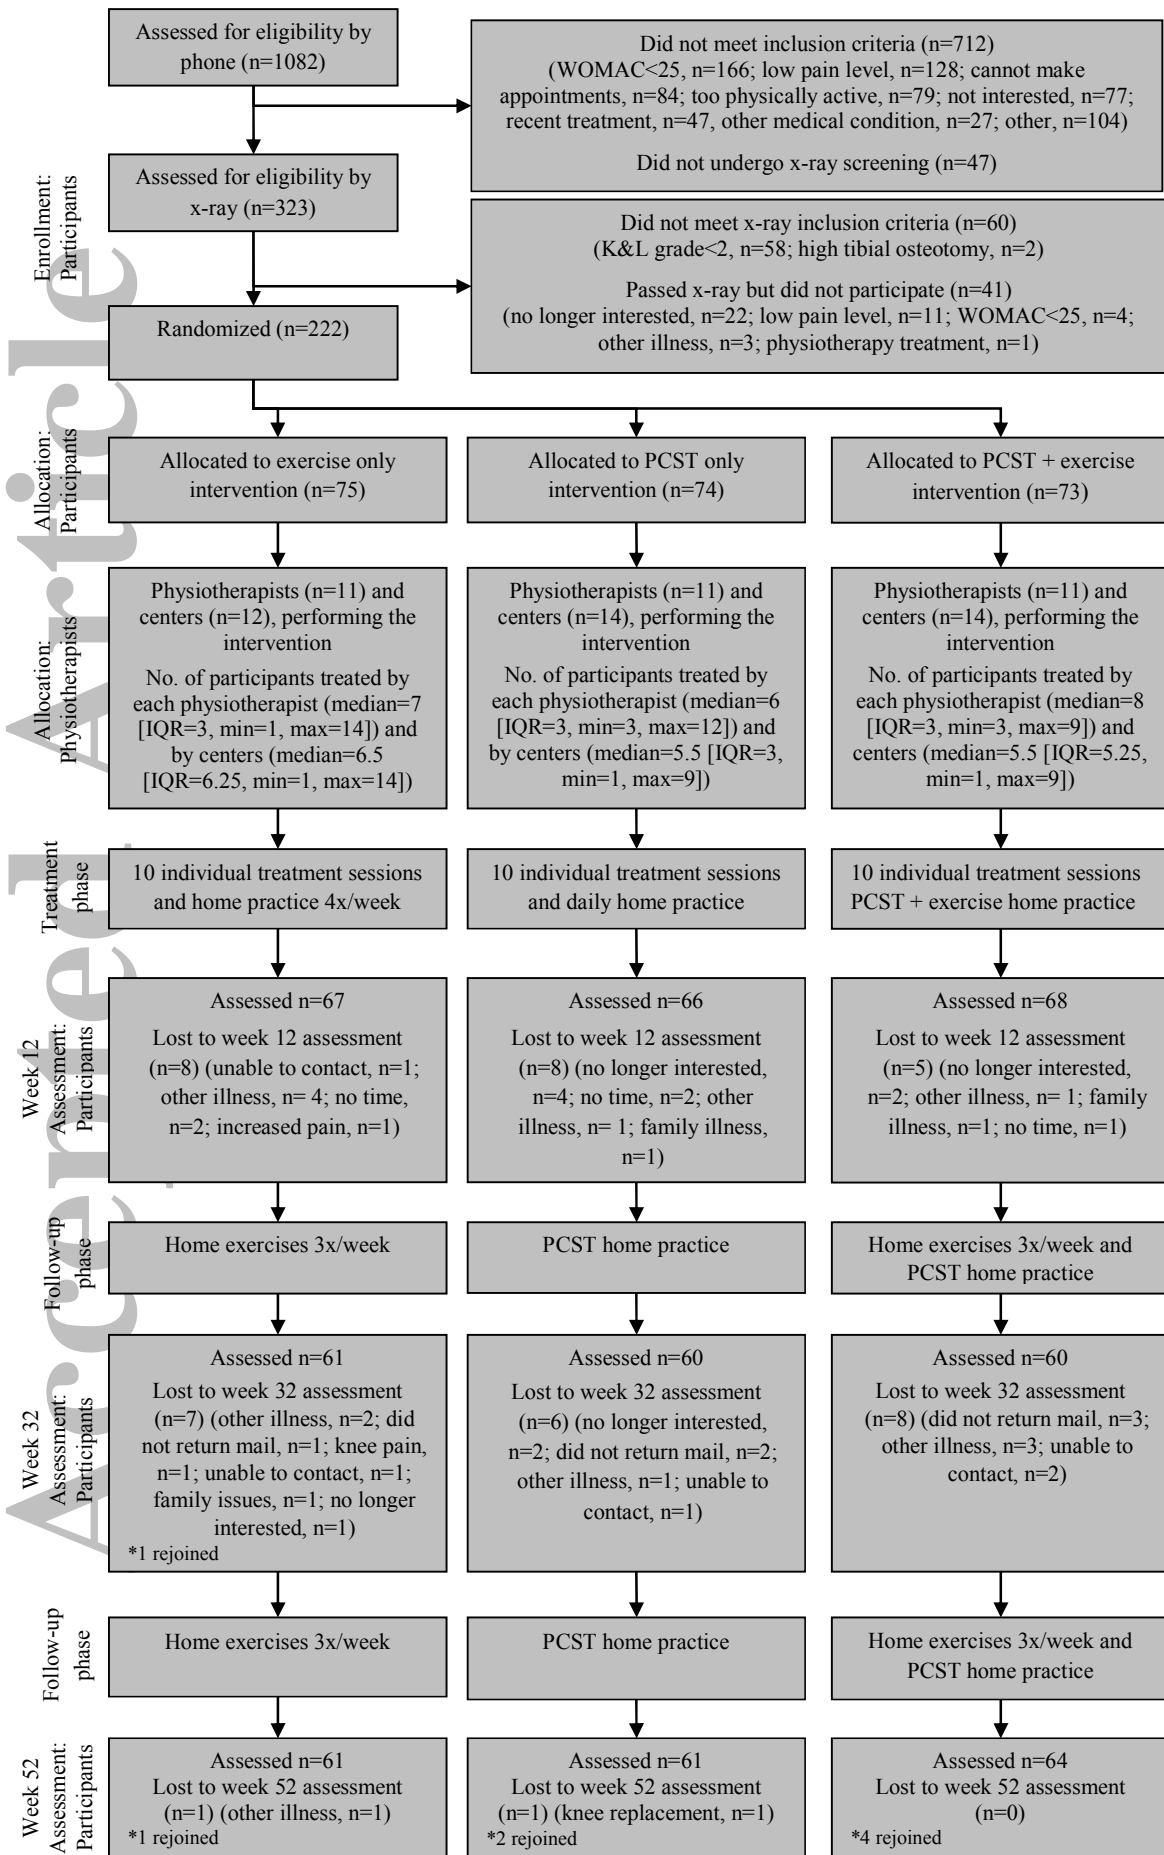 Assessed for eligibility by
phone (n=1082)
Did not meet inclusion criteria (n=712)
(WOMAC<25, n=166; low pain level, n=128; cannot make
appointments, n=84; too physically active, n=79; not interested, n=77;
recent treatment, n=47, other medical condition, n=27; other, n=104)
Did not undergo x-ray screening (n=47)
Enrollment:
Participants
Assessed for eligibility by
x-ray (n=323)
Did not meet x-ray inclusion criteria (n=60)
(K&L grade<2, n=58; high tibial osteotomy, n=2)
Passed x-ray but did not participate (n=41)
(no longer interested, n=22; low pain level, n=11; WOMAC<25, n=4;
other illness, n=3; physiotherapy treatment, n=1)
Randomized (n=222)
Allocation:
Participants
Allocated to exercise only
intervention (n=75)
Allocated to PCST only
intervention (n=74)
Allocated to PCST + exercise
intervention (n=73)
Allocation:
Physiotherapists
Physiotherapists (n=11) and
centers (n=12), performing the
intervention
No. of participants treated by
each physiotherapist (median=7
[IQR=3, min=1, max=14]) and
by centers (median=6.5
[IQR=6.25, min=1, max=14])
Physiotherapists (n=11) and
centers (n=14), performing the
intervention
No. of participants treated by
each physiotherapist (median=6
[IQR=3, min=3, max=12]) and
by centers (median=5.5 [IQR=3,
min=1, max=9])
Physiotherapists (n=11) and
centers (n=14), performing the
intervention
No. of participants treated by
each physiotherapist (median=8
[IQR=3, min=3, max=9]) and
centers (median=5.5 [IQR=5.25,
min=1, max=9])
Treatment
phase
10 individual treatment sessions
and home practice 4x/week
10 individual treatment sessions
and daily home practice
10 individual treatment sessions
PCST + exercise home practice
Week 12
Assessment:
Participants
Assessed n=67
Lost to week 12 assessment
(n=8) (unable to contact, n=1;
other illness, n= 4; no time,
n=2; increased pain, n=1)
Assessed n=66
Lost to week 12 assessment
(n=8) (no longer interested,
n=4; no time, n=2; other
illness, n= 1; family illness,
n=1)
Assessed n=68
Lost to week 12 assessment
(n=5) (no longer interested,
n=2; other illness, n= 1; family
illness, n=1; no time, n=1)
Follow-up
phase
Home exercises 3x/week
PCST home practice
Home exercises 3x/week and
PCST home practice
Week 32
Assessment:
Participants
Assessed n=61
Lost to week 32 assessment
(n=7) (other illness, n=2; did
not return mail, n=1; knee pain,
n=1; unable to contact, n=1;
family issues, n=1; no longer
interested, n=1)
*1 rejoined
Assessed n=60
Lost to week 32 assessment
(n=6) (no longer interested,
n=2; did not return mail, n=2;
other illness, n=1; unable to
contact, n=1)
Assessed n=60
Lost to week 32 assessment
(n=8) (did not return mail, n=3;
other illness, n=3; unable to
contact, n=2)
Follow-up
phase
Home exercises 3x/week
PCST home practice
Home exercises 3x/week and
PCST home practice
Week 52
Assessment:
Participants
Assessed n=61
Lost to week 52 assessment
(n=1) (other illness, n=1)
*1 rejoined
Assessed n=61
Lost to week 52 assessment
(n=1) (knee replacement, n=1)
*2 rejoined
Assessed n=64
Lost to week 52 assessment
(n=0)
*4 rejoined
Accepted Article